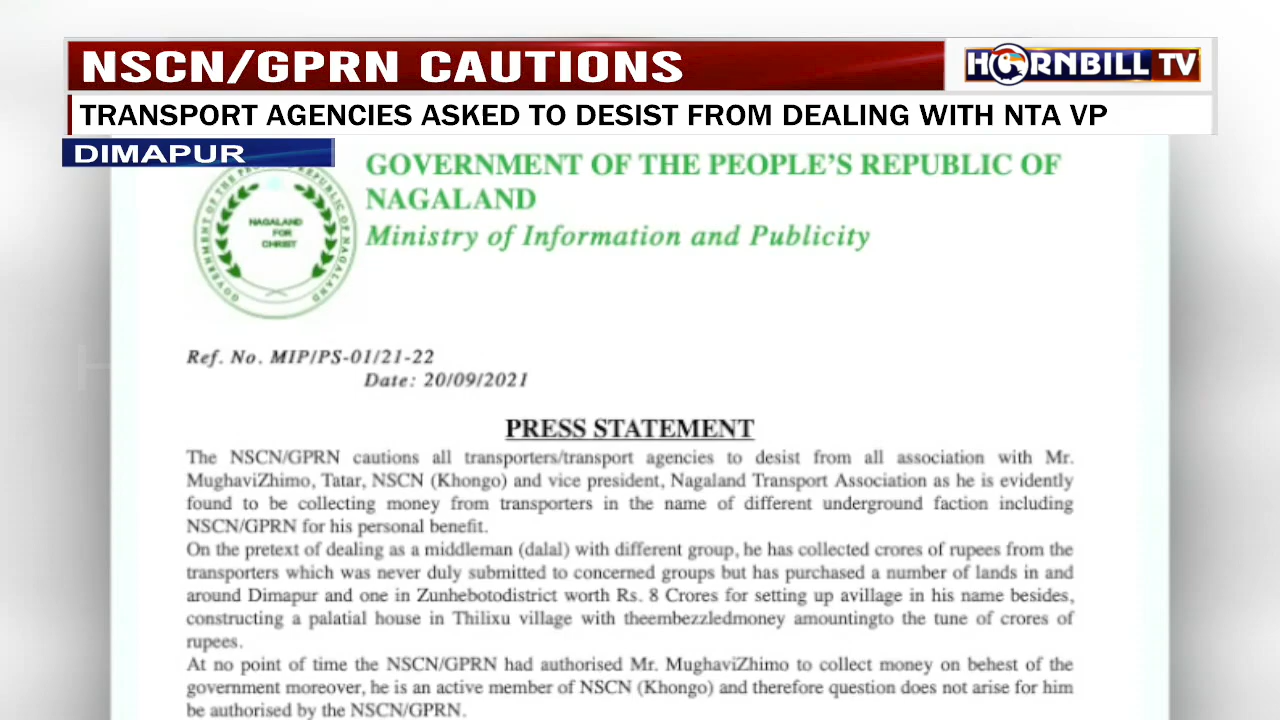 NSCN/GPRN CAUTIONS
HORNBILL TV
TRANSPORT AGENCIES ASKED TO DESIST FROM DEALING WITH NTA VP
DIMAPUR
GOVERNMENT OF THE PEOPLE'S REPUBLIC OF
NAGALAND
Ministry of Information and Publicity
GOVERNMENT OF THE PEOPLE'S REPUBLIC OF NAGALAND
NAGALAND
FOR
CHRIST
Ref. No. MIP/PS-01/21-22
Date: 20/09/2021
PRESS STATEMENT
The NSCN/GPRN cautions all transporters/transport agencies to desist from all association with Mr.
MughaviZhimo, Tatar, NSCN (Khongo) and vice president, Nagaland Transport Association as he is evidently
found to be collecting money from transporters in the name of different underground faction including
NSCN/GPRN for his personal benefit.
On the pretext of dealing as a middleman (dalal) with different group, he has collected crores of rupees from the
transporters which was never duly submitted to concerned groups but has purchased a number of lands in and
around Dimapur and one in Zunhebotodistrict worth Rs. 8 Crores for setting up avillage in his name besides,
constructing a palatial house in Thilixu village with theembezzledmoney amountingto the tune of crores of
rupees.
At no point of time the NSCN/GPRN had authorised Mr. MughaviZhimo to collect money on behest of the
government moreover, he is an active member of NSCN (Khongo) and therefore question does not arise for him
be authorised by the NSCN/GPRN.